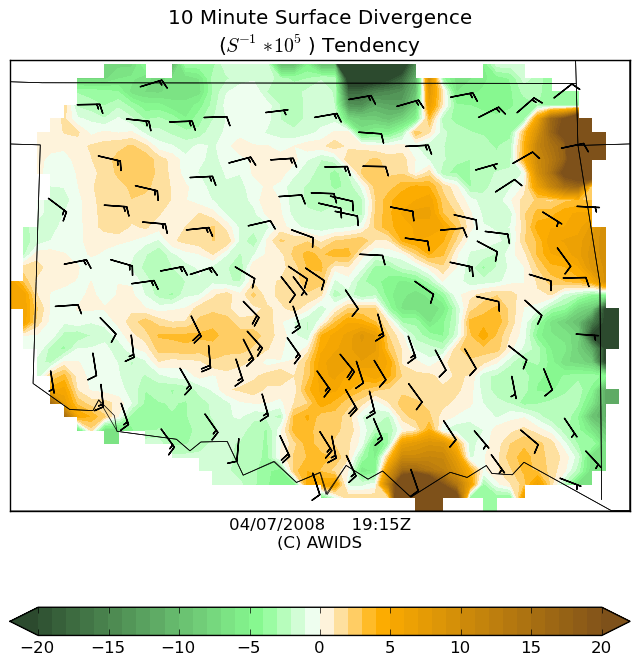 10 Minute Surface Divergence
(S⁻¹ *10⁵ ) Tendency
04/07/2008 19:15Z
(C) AWIDS
−20 −15 −10 −5 0 5 10 15 20